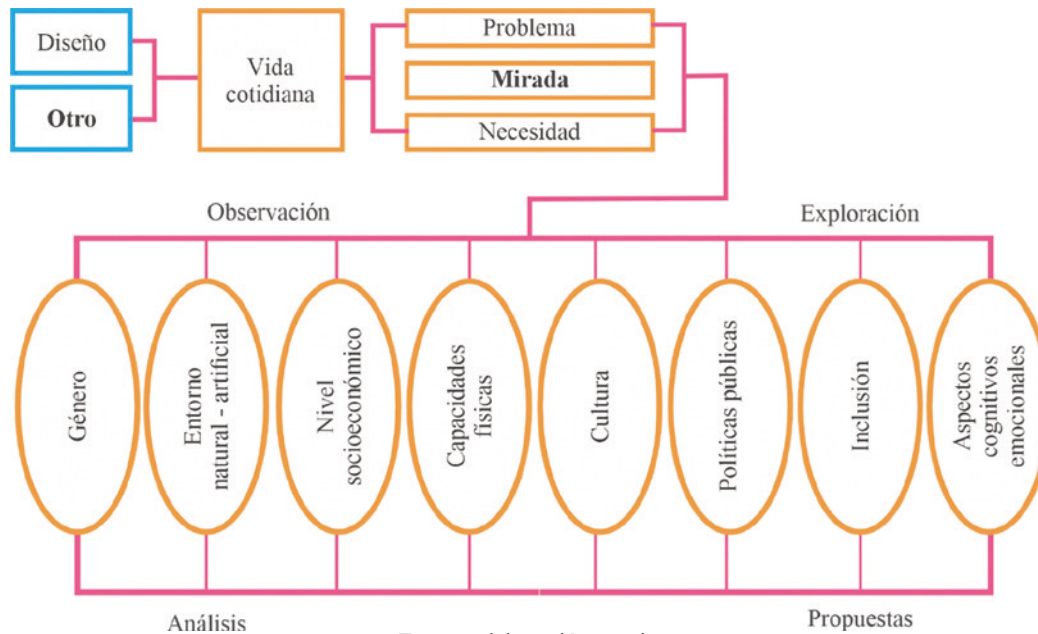 Diseño
Otro
Vida
cotidiana
Problema
Mirada
Necesidad
Observación
Exploración
Género
Entorno
natural - artificial
Nivel
socioeconómico
Capacidades
físicas
Cultura
Políticas públicas
Inclusión
Aspectos
cognitivos
emocionales
Análisis
Propuestas